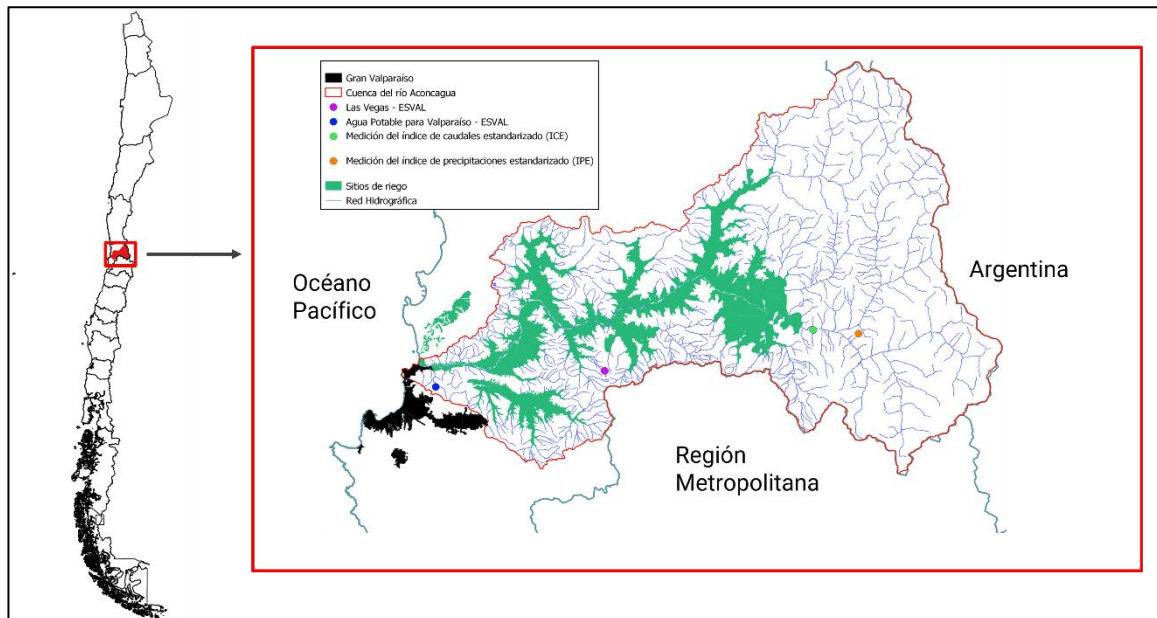 Gran Valparaíso
Cuenca del río Aconcagua
Las Vegas - ESVAL
Agua Potable para Valparaíso - ESVAL
Medición del índice de caudales estandarizado (ICE)
Medición del índice de precipitaciones estandarizado (IPE)
Sitios de riego
Red Hidrográfica
Océano
Pacífico
Argentina
Región
Metropolitana